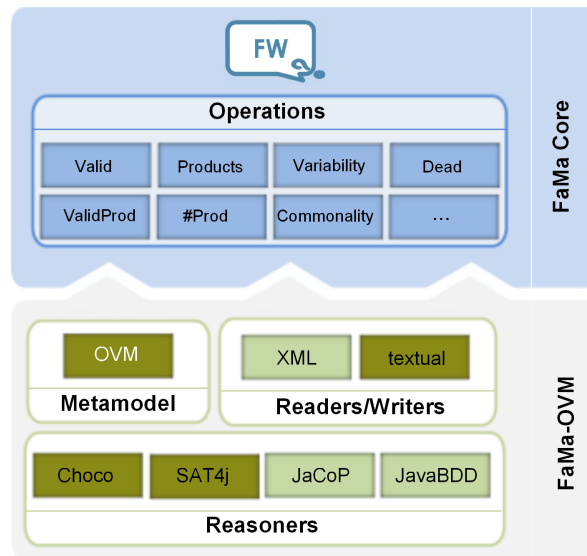 FW
Operations
Valid
Products
Variability
Dead
ValidProd
#Prod
Commonality
...
FaMa Core
OVM
Metamodel
XML
textual
Readers/Writers
Choco
SAT4j
JaCoP
JavaBDD
Reasoners
FaMa-OVM